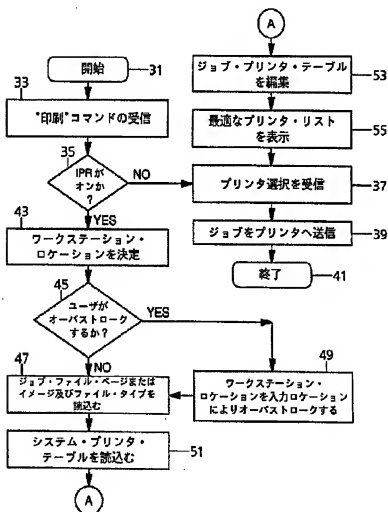 開始
31
33
"印刷"コマンドの受信
35
IPRが
オンか
?
NO
YES
43
ワークステーション・
ロケーションを決定
45
ユーザが
オーバストローク
するか?
YES
NO
47
ジョブ・ファイル・ページまたは
イメージ及びファイル・タイプを
読込む
49
ワークステーション・
ロケーションを入力ロケーション
によりオーバストロークする
システム・プリンタ・
テーブルを読込む
51
A
A
ジョブ・プリンタ・テーブル
を編集
53
最適なプリンタ・リスト
を表示
55
プリンタ選択を受信
37
ジョブをプリンタへ送信
39
終了
41